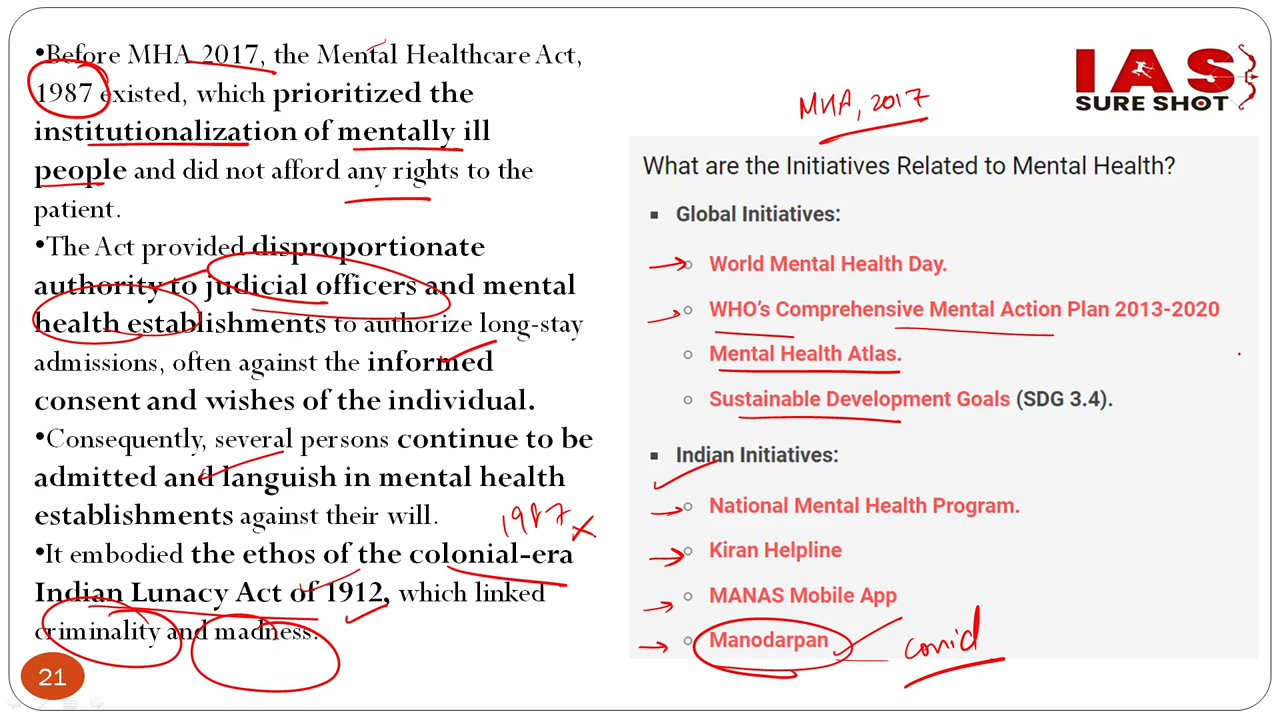 •Before MHA 2017, the Mental Healthcare Act,
1987 existed, which prioritized the
institutionalization of mentally ill
people and did not afford any rights to the
patient.
•The Act provided disproportionate
authority to judicial officers and mental
health establishments to authorize long-stay
admissions, often against the informed
consent and wishes of the individual.
•Consequently, several persons continue to be
admitted and languish in mental health
establishments against their will.
1987 x
•It embodied the ethos of the colonial-era
Indian Lunacy Act of 1912, which linked
criminality and madness.
21
IAS
SURE SHOT
MHA, 2017
What are the Initiatives Related to Mental Health?
▪ Global Initiatives:
○ World Mental Health Day.
○ WHO's Comprehensive Mental Action Plan 2013-2020
○ Mental Health Atlas.
○ Sustainable Development Goals (SDG 3.4).
▪ Indian Initiatives:
○ National Mental Health Program.
○ Kiran Helpline
○ MANAS Mobile App
○ Manodarpan
covid